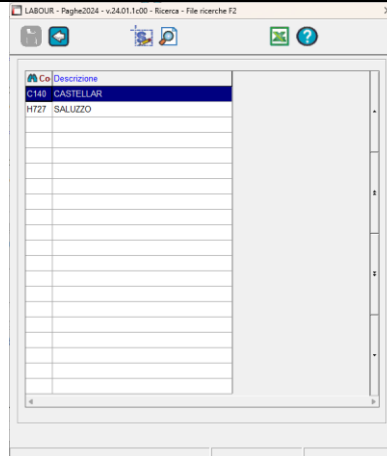 LABOUR - Paghe2024 - v.24.01.1c00 - Ricerca - File ricerche F2
Co Descrizione
C140 CASTELLAR
H727 SALUZZO